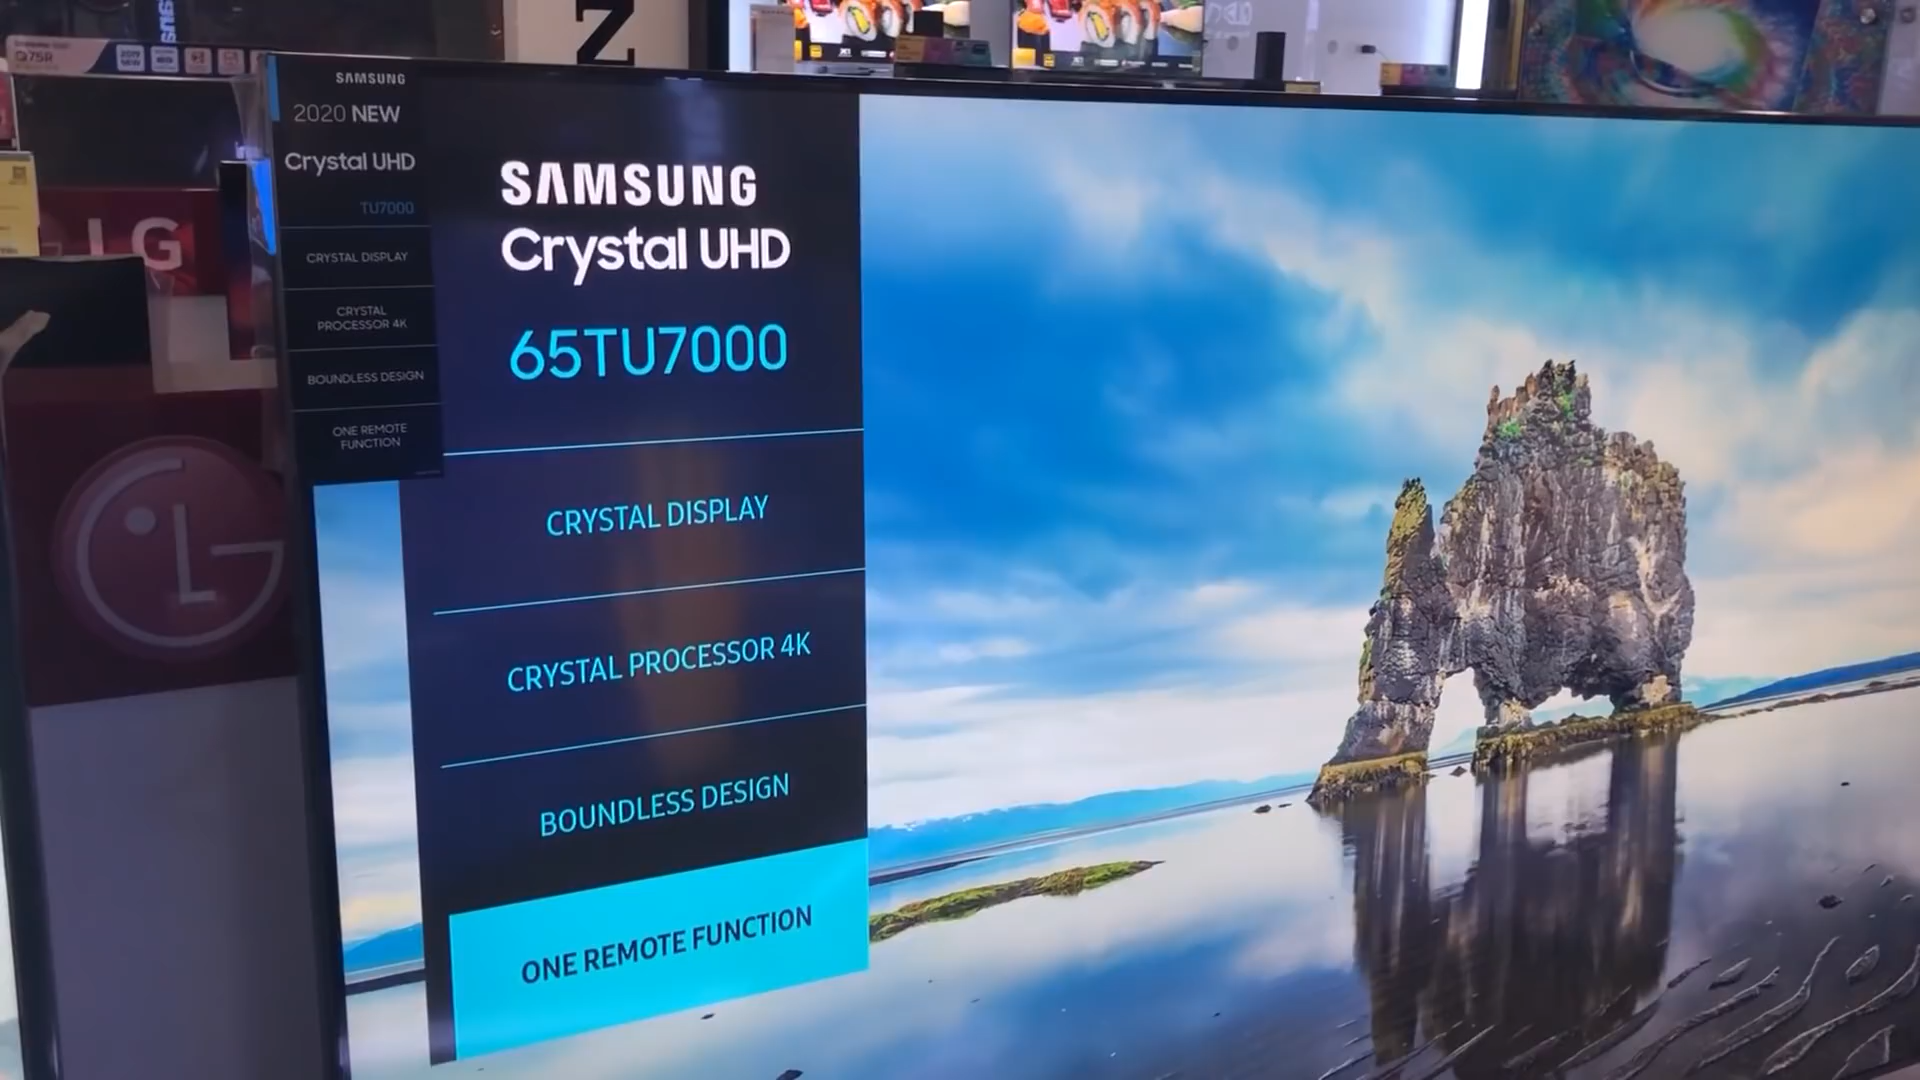 Q75R
SAMSUNG
2020 NEW
Crystal UHD
TU7000
CRYSTAL DISPLAY
CRYSTAL
PROCESSOR 4K
BOUNDLESS DESIGN
ONE REMOTE
FUNCTION
SAMSUNG
Crystal UHD
65TU7000
CRYSTAL DISPLAY
CRYSTAL PROCESSOR 4K
BOUNDLESS DESIGN
ONE REMOTE FUNCTION
LG
LG
Z